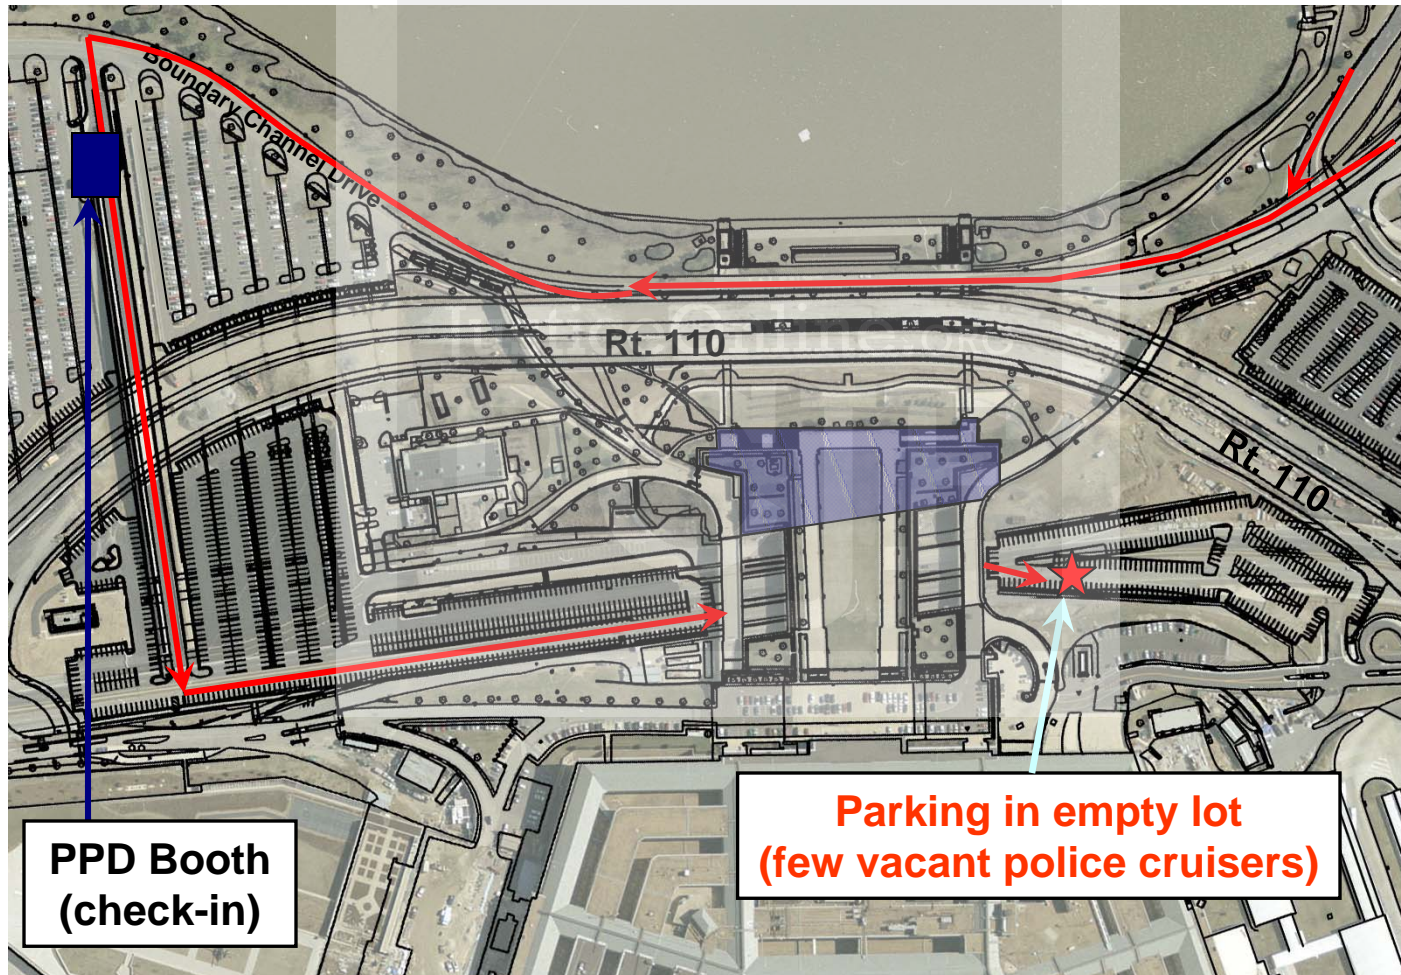 Boundary Channel Drive
Rt. 110
Rt. 110
PPD Booth
(check-in)
Parking in empty lot
(few vacant police cruisers)